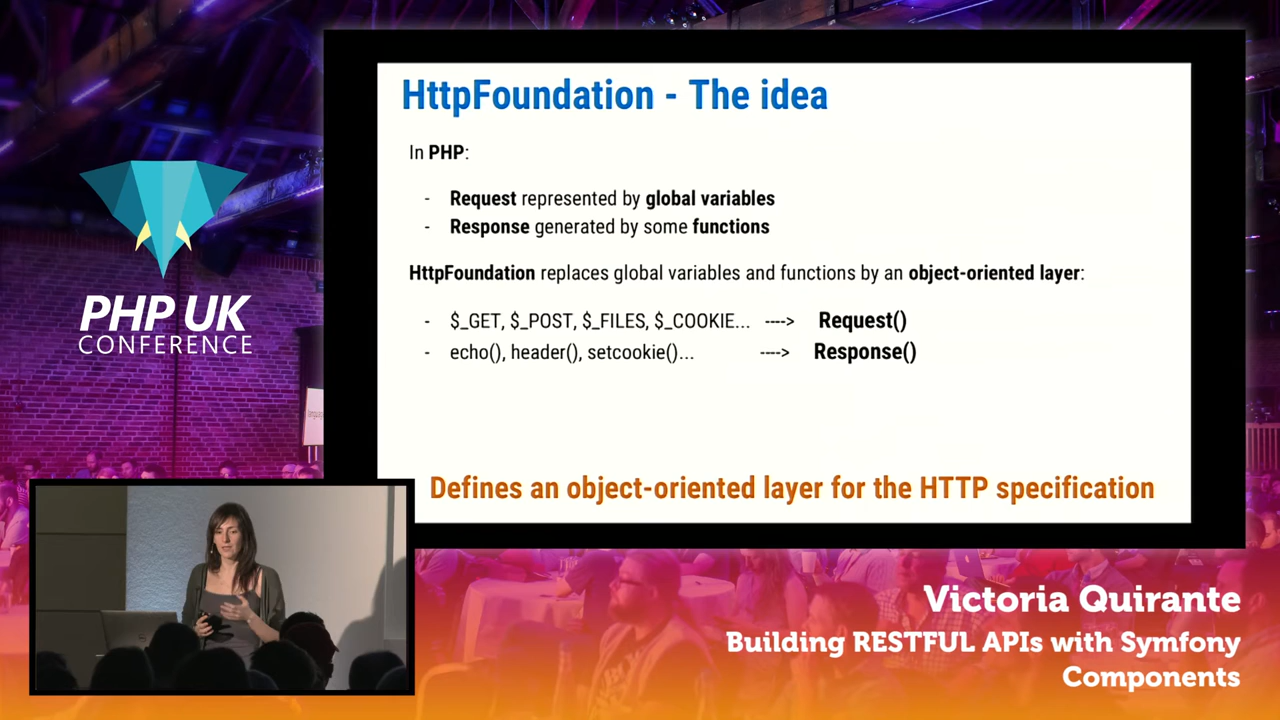 HttpFoundation - The idea
In PHP:
- Request represented by global variables
- Response generated by some functions
HttpFoundation replaces global variables and functions by an object-oriented layer:
- $_GET, $_POST, $_FILES, $_COOKIE... ----> Request()
- echo(), header(), setcookie()... ----> Response()
Defines an object-oriented layer for the HTTP specification
PHP UK
CONFERENCE
Victoria Quirante
Building RESTFUL APIs with Symfony
Components